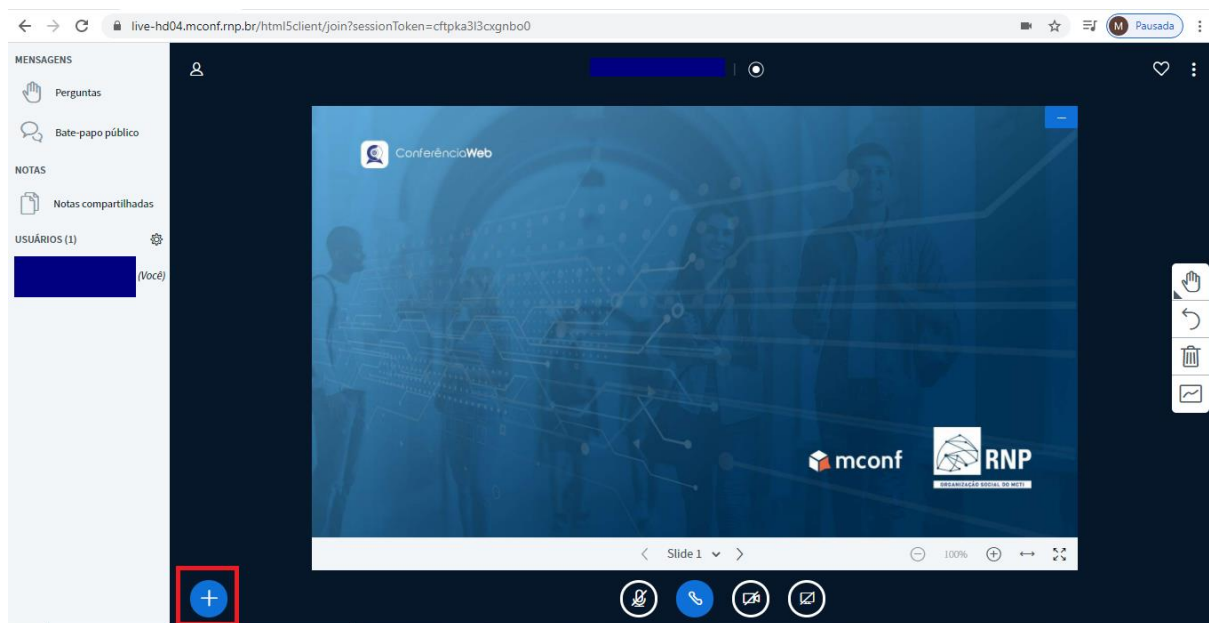 live-hd04.mconf.rnp.br/html5client/join?sessionToken=cftpka3l3cxgnbo0
M
Pausada
MENSAGENS
Perguntas
Bate-papo público
NOTAS
Notas compartilhadas
USUÁRIOS (1)
(Você)
ConferênciaWeb
mconf
RNP
ORGANIZAÇÃO SOCIAL DO MCTI
Slide 1
100%